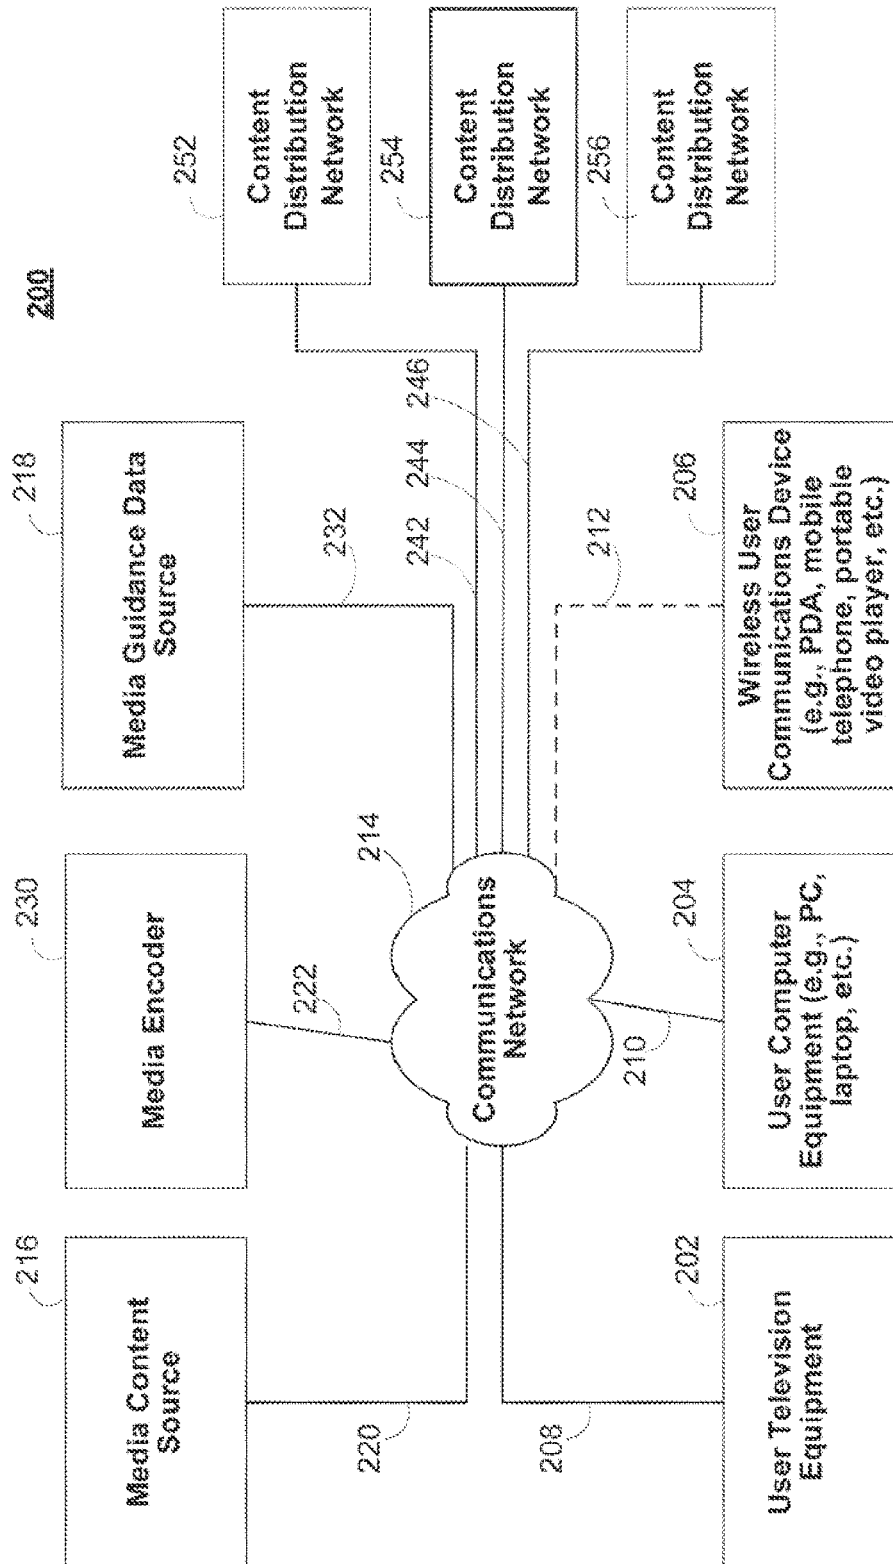 200
216
Media Content
Source
230
Media Encoder
218
Media Guidance Data
Source
220
222
232
214
Communications
Network
242
244
246
252
Content
Distribution
Network
254
Content
Distribution
Network
256
Content
Distribution
Network
208
210
212
202
User Television
Equipment
204
User Computer
Equipment (e.g., PC,
laptop, etc.)
206
Wireless User
Communications Device
(e.g., PDA, mobile
telephone, portable
video player, etc.)